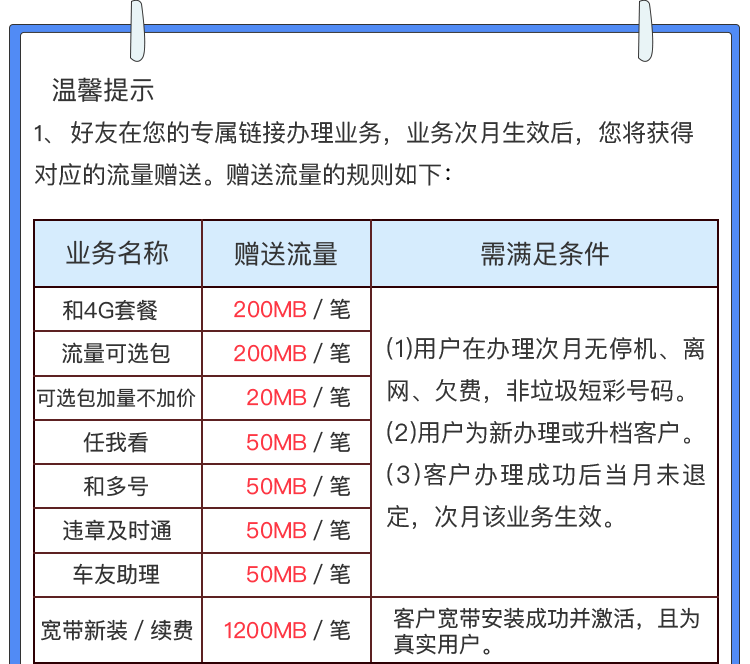 温馨提示
1、 好友在您的专属链接办理业务，业务次月生效后，您将获得
对应的流量赠送。赠送流量的规则如下：
业务名称 赠送流量 需满足条件
和4G套餐 200MB / 笔
流量可选包 200MB / 笔
可选包加量不加价 20MB / 笔
任我看 50MB / 笔
和多号 50MB / 笔
违章及时通 50MB / 笔
车友助理 50MB / 笔
(1)用户在办理次月无停机、离
网、欠费，非垃圾短彩号码。
(2)用户为新办理或升档客户。
(3)客户办理成功后当月未退
定，次月该业务生效。
宽带新装 / 续费 1200MB / 笔
客户宽带安装成功并激活，且为
真实用户。